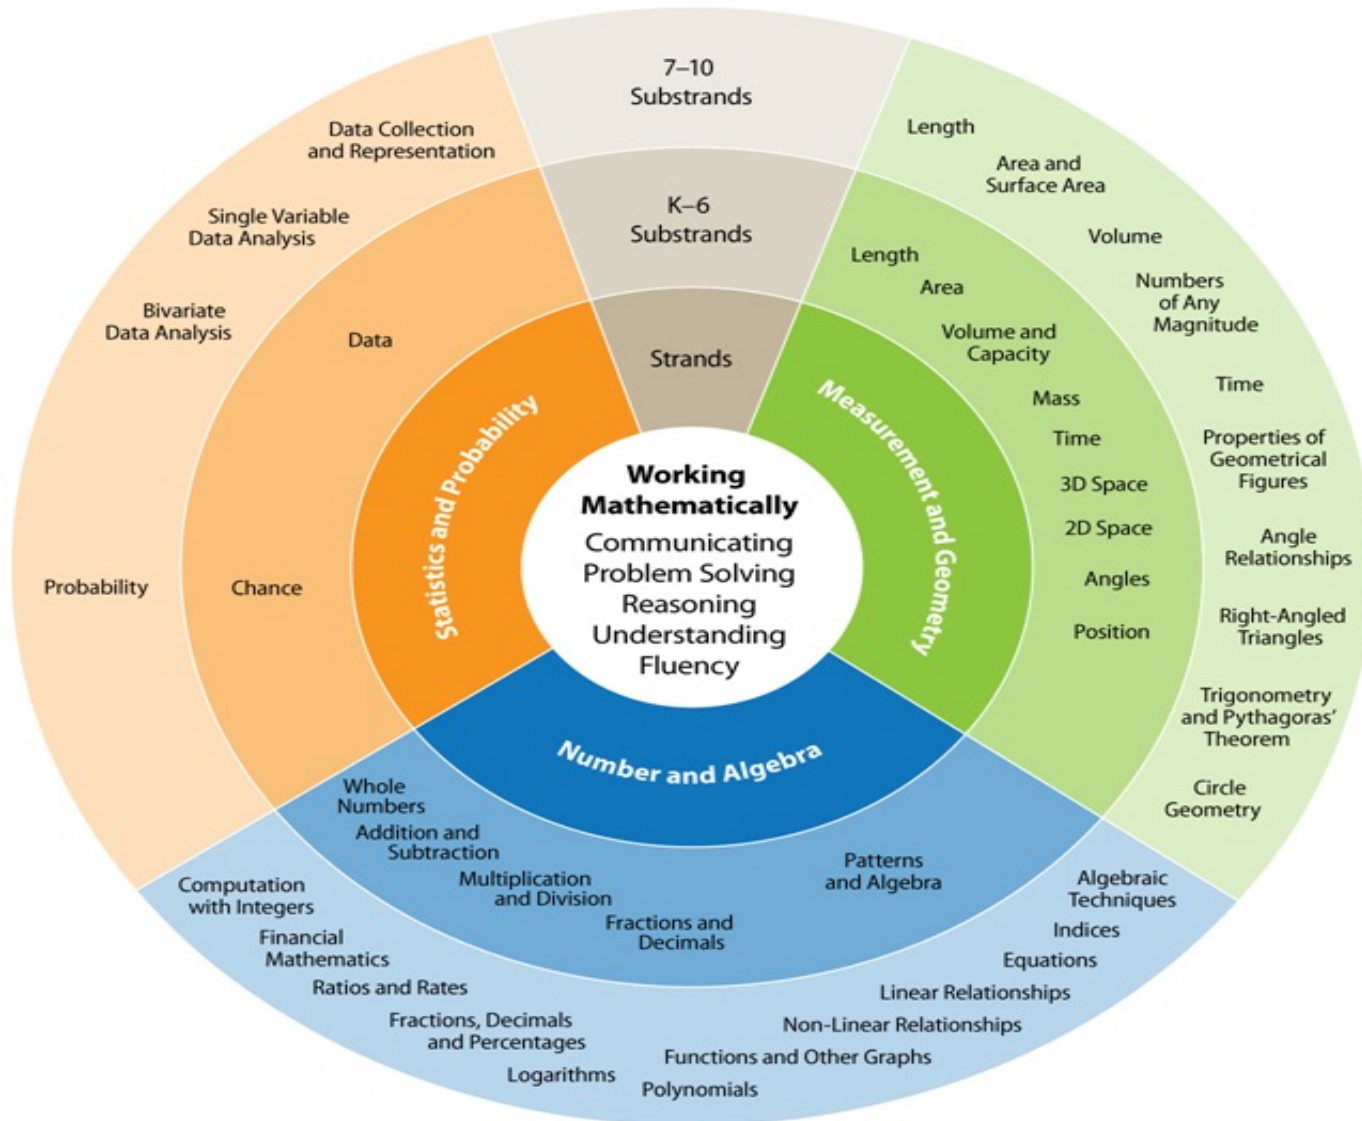 7–10
Substrands
K–6
Substrands
Strands
Working
Mathematically
Communicating
Problem Solving
Reasoning
Understanding
Fluency
Statistics and Probability
Data
Chance
Data Collection
and Representation
Single Variable
Data Analysis
Bivariate
Data Analysis
Probability
Measurement and Geometry
Length
Area
Volume and
Capacity
Mass
Time
3D Space
2D Space
Angles
Position
Length
Area and
Surface Area
Volume
Numbers
of Any
Magnitude
Time
Properties of
Geometrical
Figures
Angle
Relationships
Right-Angled
Triangles
Trigonometry
and Pythagoras’
Theorem
Circle
Geometry
Number and Algebra
Whole
Numbers
Addition and
Subtraction
Multiplication
and Division
Fractions and
Decimals
Patterns
and Algebra
Computation
with Integers
Financial
Mathematics
Ratios and Rates
Fractions, Decimals
and Percentages
Logarithms
Polynomials
Functions and Other Graphs
Non-Linear Relationships
Linear Relationships
Equations
Indices
Algebraic
Techniques